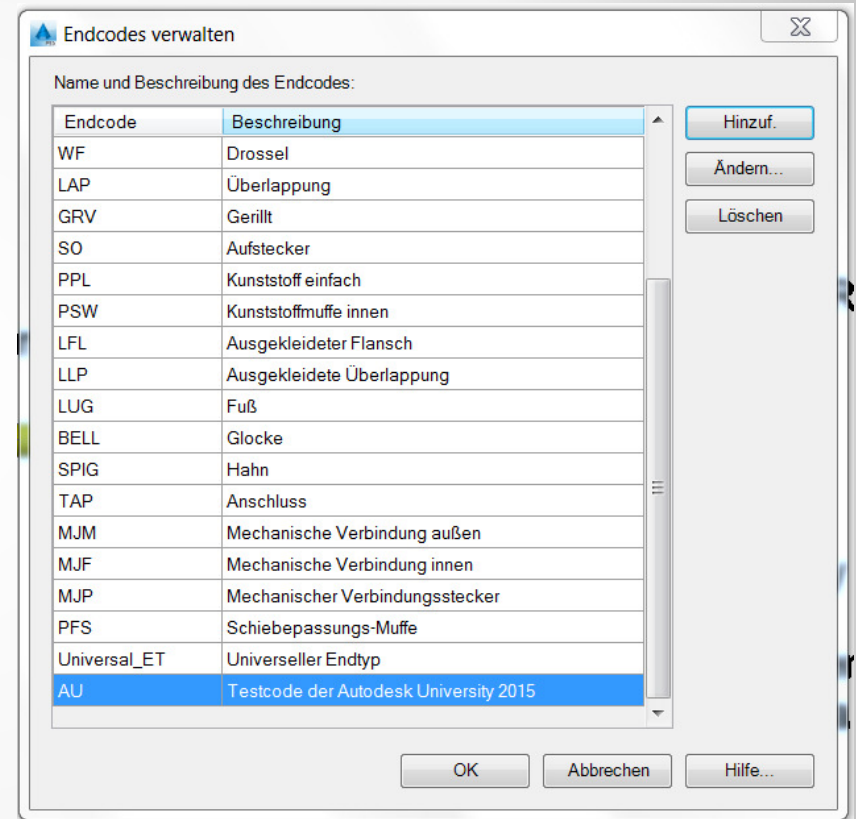 Endcodes verwalten
Name und Beschreibung des Endcodes:
Endcode Beschreibung
WF Drossel
LAP Überlappung
GRV Gerillt
SO Aufstecker
PPL Kunststoff einfach
PSW Kunststoffmuffe innen
LFL Ausgekleideter Flansch
LLP Ausgekleidete Überlappung
LUG Fuß
BELL Glocke
SPIG Hahn
TAP Anschluss
MJM Mechanische Verbindung außen
MJF Mechanische Verbindung innen
MJP Mechanischer Verbindungsstecker
PFS Schiebepassungs-Muffe
Universal_ET Universeller Endtyp
AU Testcode der Autodesk University 2015
Hinzuf.
Ändern...
Löschen
OK Abbrechen Hilfe...